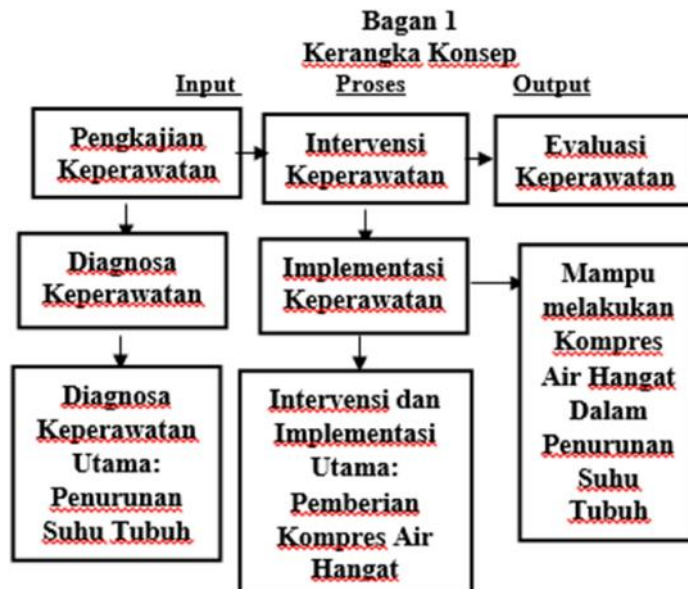 Bagan 1
Kerangka Konsep
Input Proses Output
Pengkajian
Keperawatan
Intervensi
Keperawatan
Evaluasi
Keperawatan
Diagnosa
Keperawatan
Implementasi
Keperawatan
Mampu
melakukan
Kompres
Air Hangat
Dalam
Penurunan
Suhu
Tubuh
Diagnosa
Keperawatan
Utama:
Penurunan
Suhu Tubuh
Intervensi dan
Implementasi
Utama:
Pemberian
Kompres Air
Hangat